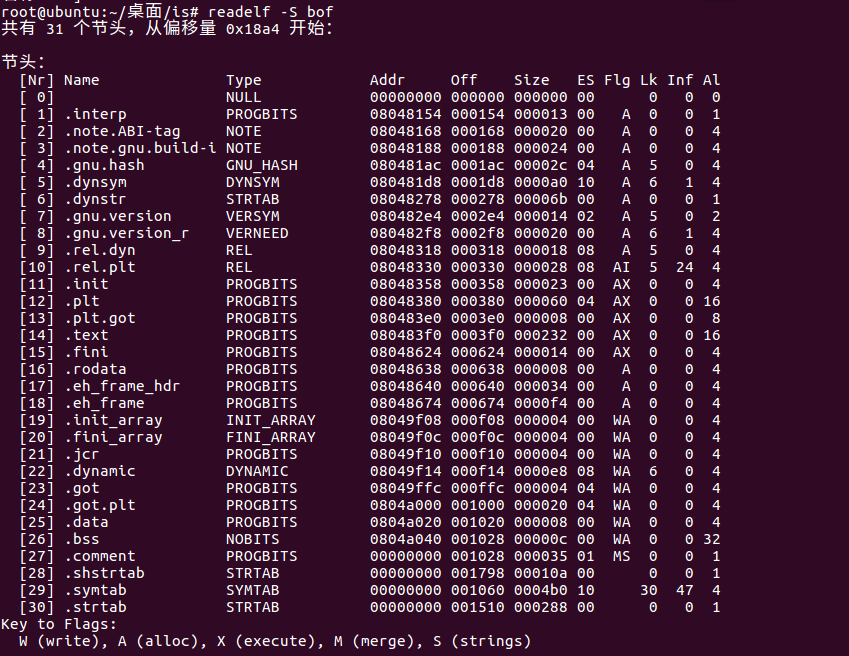 root@ubuntu:~/桌面/is# readelf -S bof
共有 31 个节头，从偏移量 0x18a4 开始：
节头：
  [Nr] Name              Type            Addr     Off    Size   ES Flg Lk Inf Al
  [ 0]                   NULL            00000000 000000 000000 00      0   0  0
  [ 1] .interp           PROGBITS        08048154 000154 000013 00   A  0   0  1
  [ 2] .note.ABI-tag     NOTE            08048168 000168 000020 00   A  0   0  4
  [ 3] .note.gnu.build-i NOTE            08048188 000188 000024 00   A  0   0  4
  [ 4] .gnu.hash         GNU_HASH        080481ac 0001ac 00002c 04   A  5   0  4
  [ 5] .dynsym           DYNSYM          080481d8 0001d8 0000a0 10   A  6   1  4
  [ 6] .dynstr           STRTAB          08048278 000278 00006b 00   A  0   0  1
  [ 7] .gnu.version      VERSYM          080482e4 0002e4 000014 02   A  5   0  2
  [ 8] .gnu.version_r    VERNEED         080482f8 0002f8 000020 00   A  6   1  4
  [ 9] .rel.dyn          REL             08048318 000318 000018 08   A  5   0  4
  [10] .rel.plt          REL             08048330 000330 000028 08  AI  5  24  4
  [11] .init             PROGBITS        08048358 000358 000023 00  AX  0   0  4
  [12] .plt              PROGBITS        08048380 000380 000060 04  AX  0   0 16
  [13] .plt.got          PROGBITS        080483e0 0003e0 000008 00  AX  0   0  8
  [14] .text             PROGBITS        080483f0 0003f0 000232 00  AX  0   0 16
  [15] .fini             PROGBITS        08048624 000624 000014 00  AX  0   0  4
  [16] .rodata           PROGBITS        08048638 000638 000008 00   A  0   0  4
  [17] .eh_frame_hdr     PROGBITS        08048640 000640 000034 00   A  0   0  4
  [18] .eh_frame         PROGBITS        08048674 000674 0000f4 00   A  0   0  4
  [19] .init_array       INIT_ARRAY      08049f08 000f08 000004 00  WA  0   0  4
  [20] .fini_array       FINI_ARRAY      08049f0c 000f0c 000004 00  WA  0   0  4
  [21] .jcr              PROGBITS        08049f10 000f10 000004 00  WA  0   0  4
  [22] .dynamic          DYNAMIC         08049f14 000f14 0000e8 08  WA  6   0  4
  [23] .got              PROGBITS        08049ffc 000ffc 000004 04  WA  0   0  4
  [24] .got.plt          PROGBITS        0804a000 001000 000020 04  WA  0   0  4
  [25] .data             PROGBITS        0804a020 001020 000008 00  WA  0   0  4
  [26] .bss              NOBITS          0804a040 001028 00000c 00  WA  0   0 32
  [27] .comment          PROGBITS        00000000 001028 000035 01  MS  0   0  1
  [28] .shstrtab         STRTAB          00000000 001798 00010a 00      0   0  1
  [29] .symtab           SYMTAB          00000000 001060 0004b0 10     30  47  4
  [30] .strtab           STRTAB          00000000 001510 000288 00      0   0  1
Key to Flags:
  W (write), A (alloc), X (execute), M (merge), S (strings)